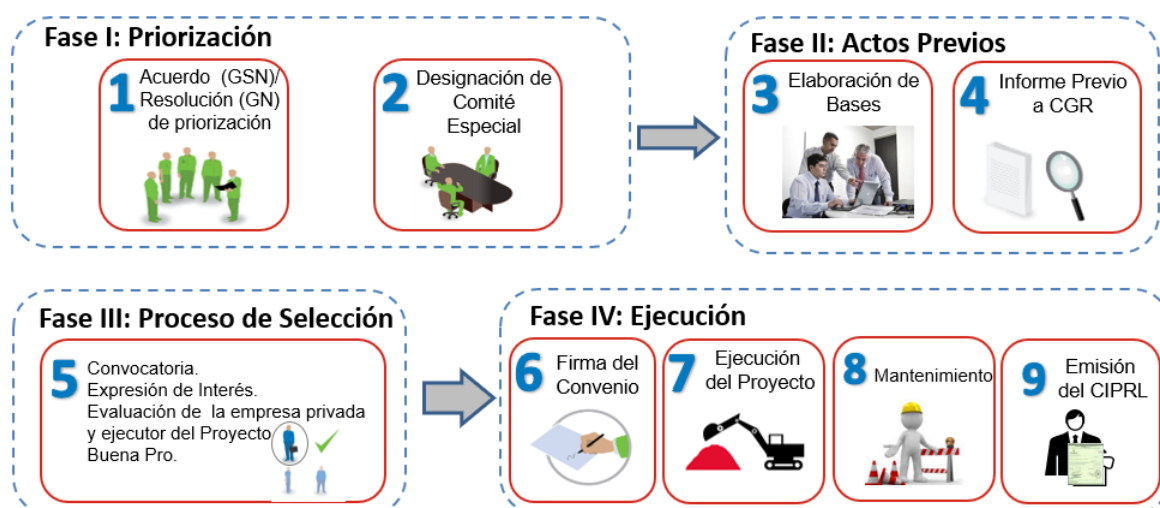 Fase I: Priorización
1
Acuerdo (GSN)/
Resolución (GN)
de priorización
2
Designación de
Comité
Especial
Fase II: Actos Previos
3
Elaboración de
Bases
4
Informe Previo
a CGR
Fase III: Proceso de Selección
5
Convocatoria.
Expresión de Interés.
Evaluación de la empresa privada
y ejecutor del Proyecto
Buena Pro.
Fase IV: Ejecución
6
Firma del
Convenio
7
Ejecución
del Proyecto
8
Mantenimiento
9
Emisión
del CIPRL